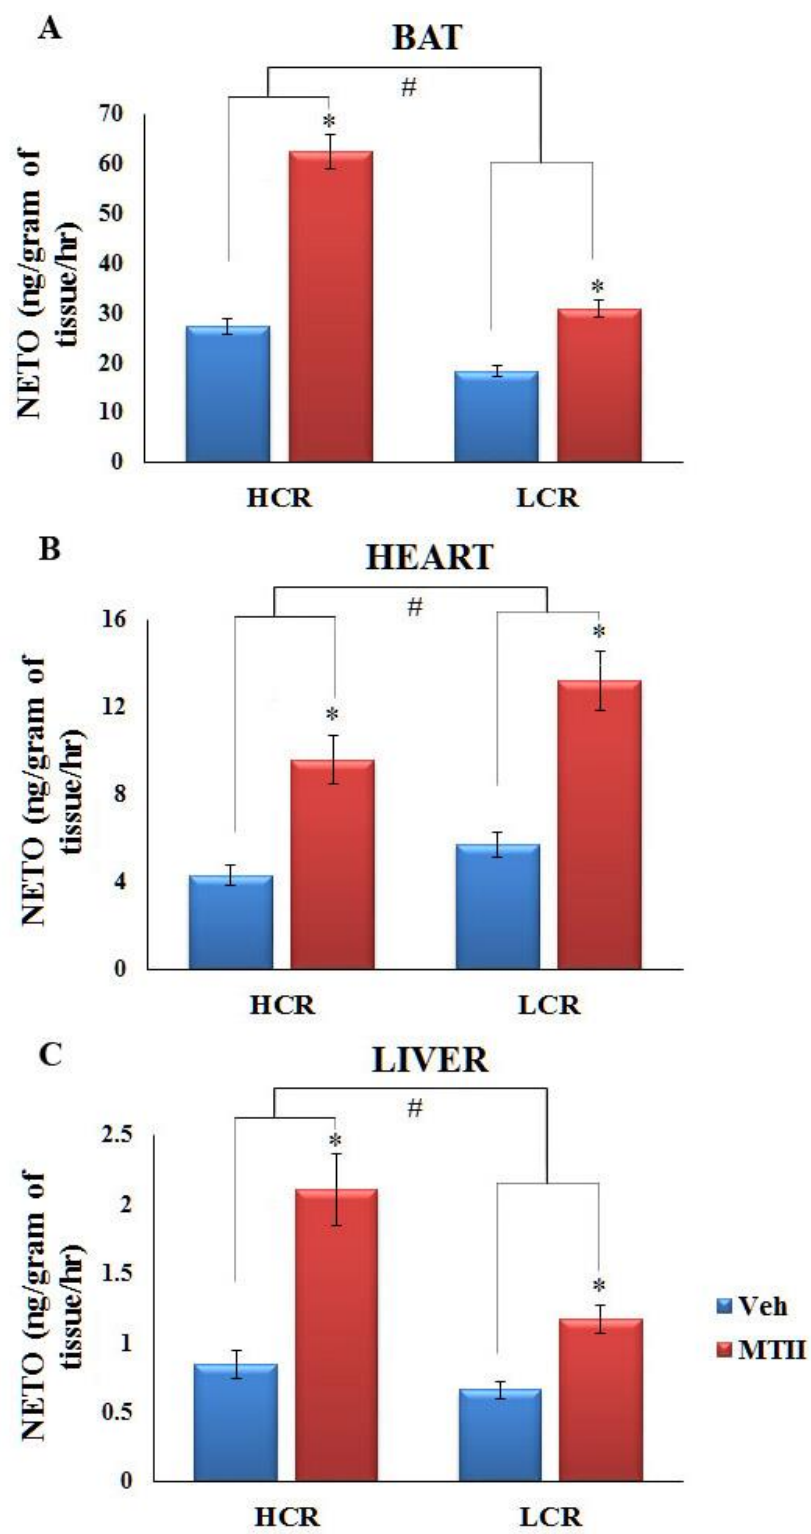 A
BAT
#
*
*
70
60
50
40
30
20
10
0
NETO (ng/gram of
tissue/hr)
HCR
LCR
B
HEART
#
*
*
16
12
8
4
0
NETO (ng/gram of
tissue/hr)
HCR
LCR
C
LIVER
#
*
*
2.5
2
1.5
1
0.5
0
NETO (ng/gram of
tissue/hr)
HCR
LCR
Veh
MTII